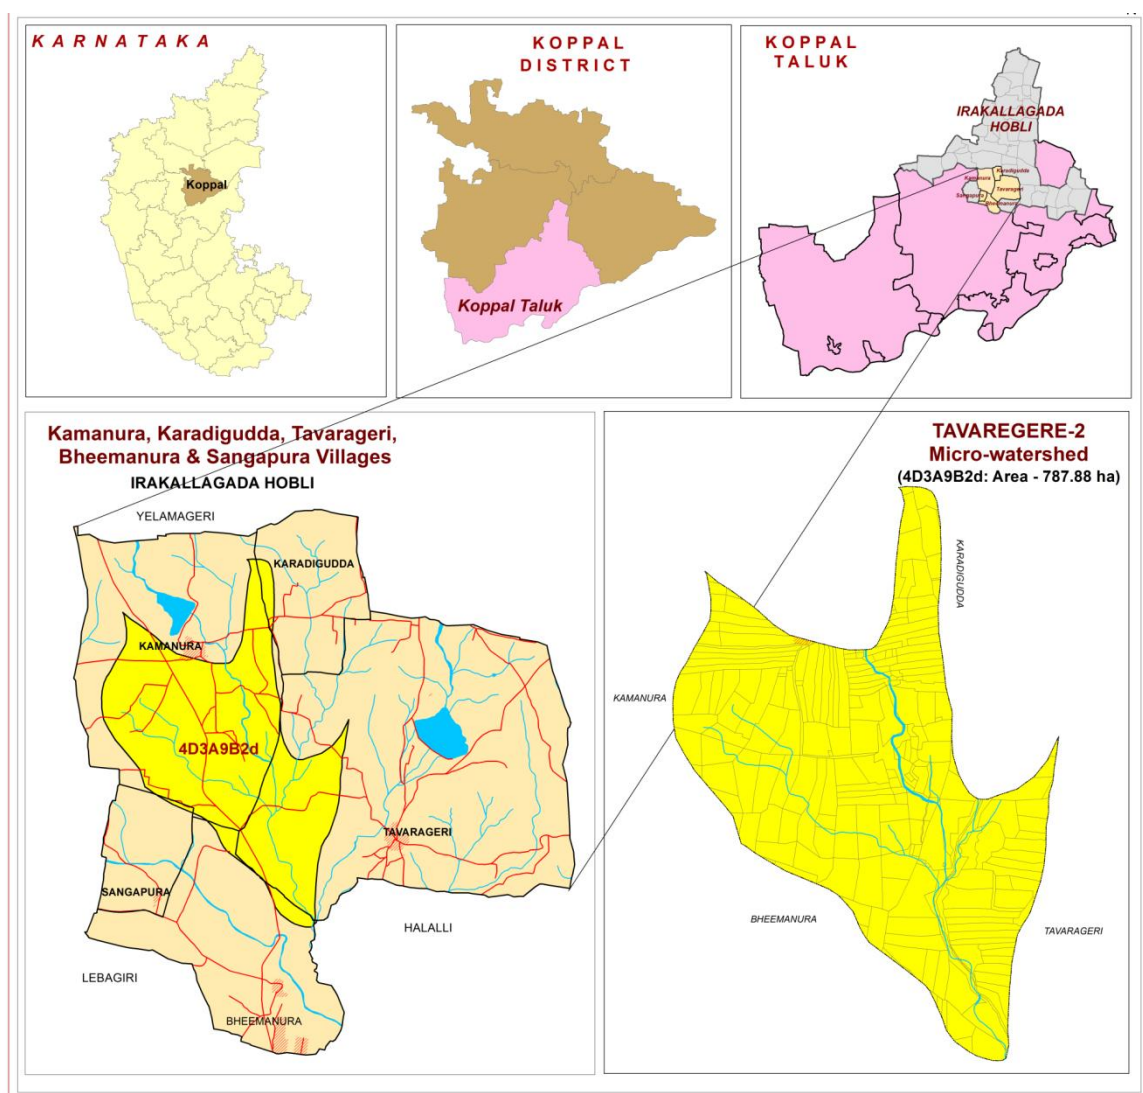 KARNATAKA
Koppal
KOPPAL
DISTRICT
Koppal Taluk
KOPPAL
TALUK
IRAKALLAGADA
HOBLI
Karadigudda
Kamanura
Tavarageri
Sangapura
Bheemanura
Kamanura, Karadigudda, Tavarageri,
Bheemanura & Sangapura Villages
IRAKALLAGADA HOBLI
YELAMAGERI
KARADIGUDDA
KAMANURA
4D3A9B2d
TAVARAGERI
SANGAPURA
HALALLI
LEBAGIRI
BHEEMANURA
TAVAREGERE-2
Micro-watershed
(4D3A9B2d: Area - 787.88 ha)
KARADIGUDDA
KAMANURA
BHEEMANURA
TAVARAGERI